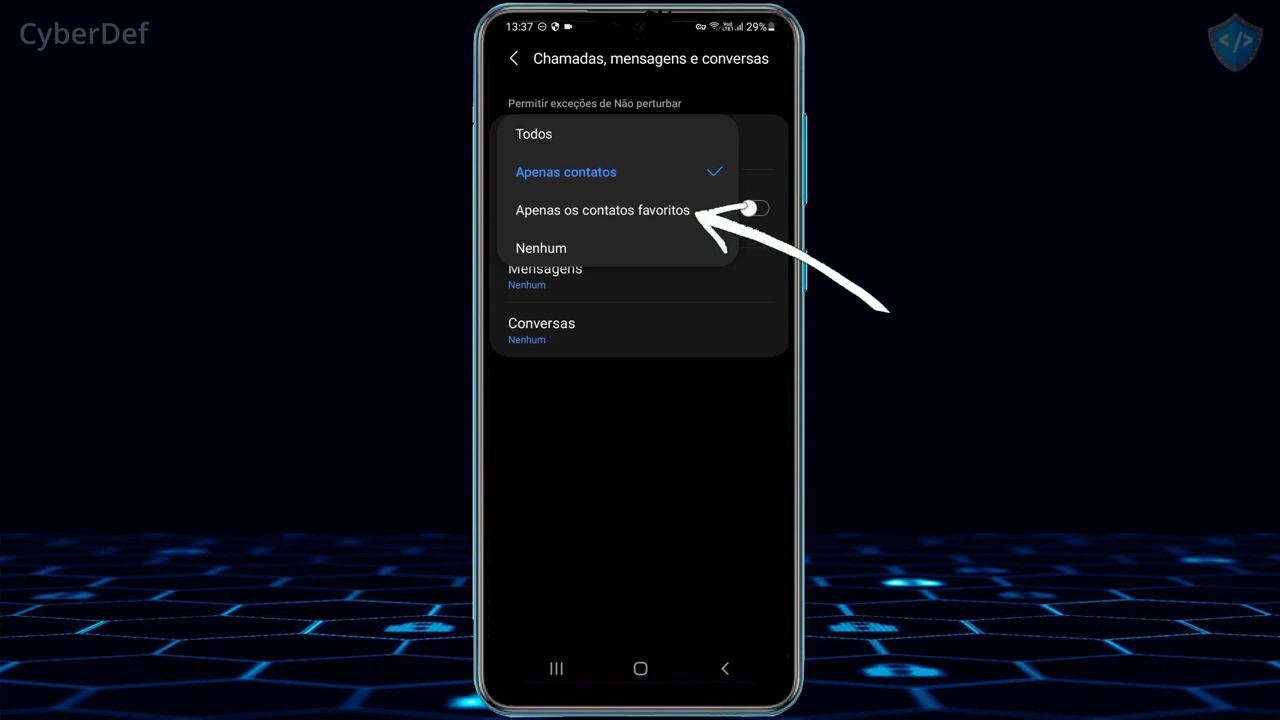 CyberDef
</>
13:37 29%
Chamadas, mensagens e conversas
Permitir exceções de Não perturbar
Todos
Apenas contatos
Apenas os contatos favoritos
Nenhum
Mensagens
Nenhum
Conversas
Nenhum